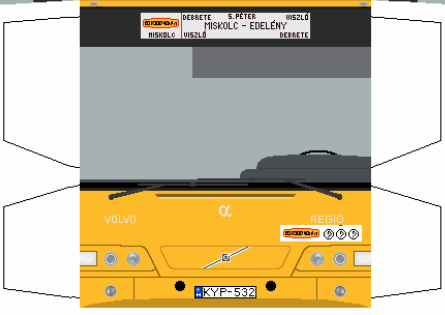 DEBRETE S.PÉTER VISZLÓ
MISKOLC - EDELÉNY
MISKOLC VISZLÓ DEBRETE
VOLVO α REGIO
KYP-532